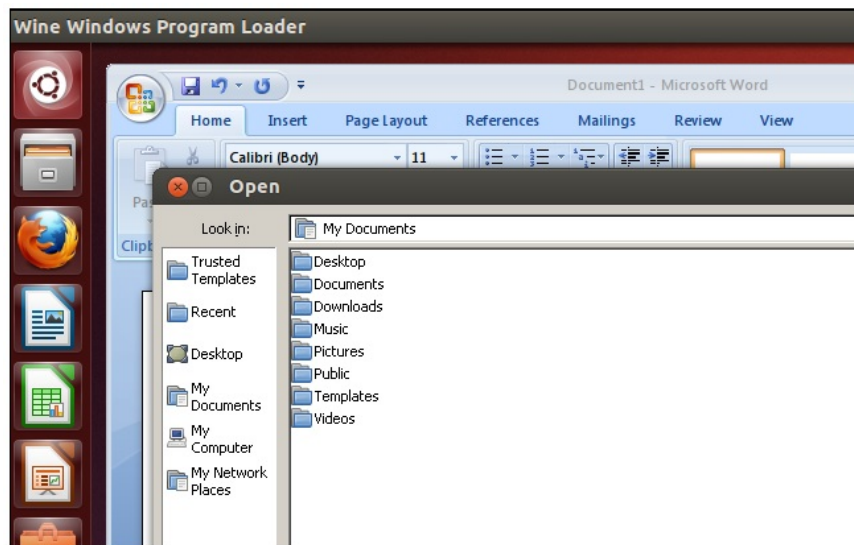 Wine Windows Program Loader
Document1 - Microsoft Word
Home Insert Page Layout References Mailings Review View
Calibri (Body) 11
Open
Look in:
My Documents
Trusted
Templates
Recent
Desktop
My
Documents
My
Computer
My Network
Places
Desktop
Documents
Downloads
Music
Pictures
Public
Templates
Videos